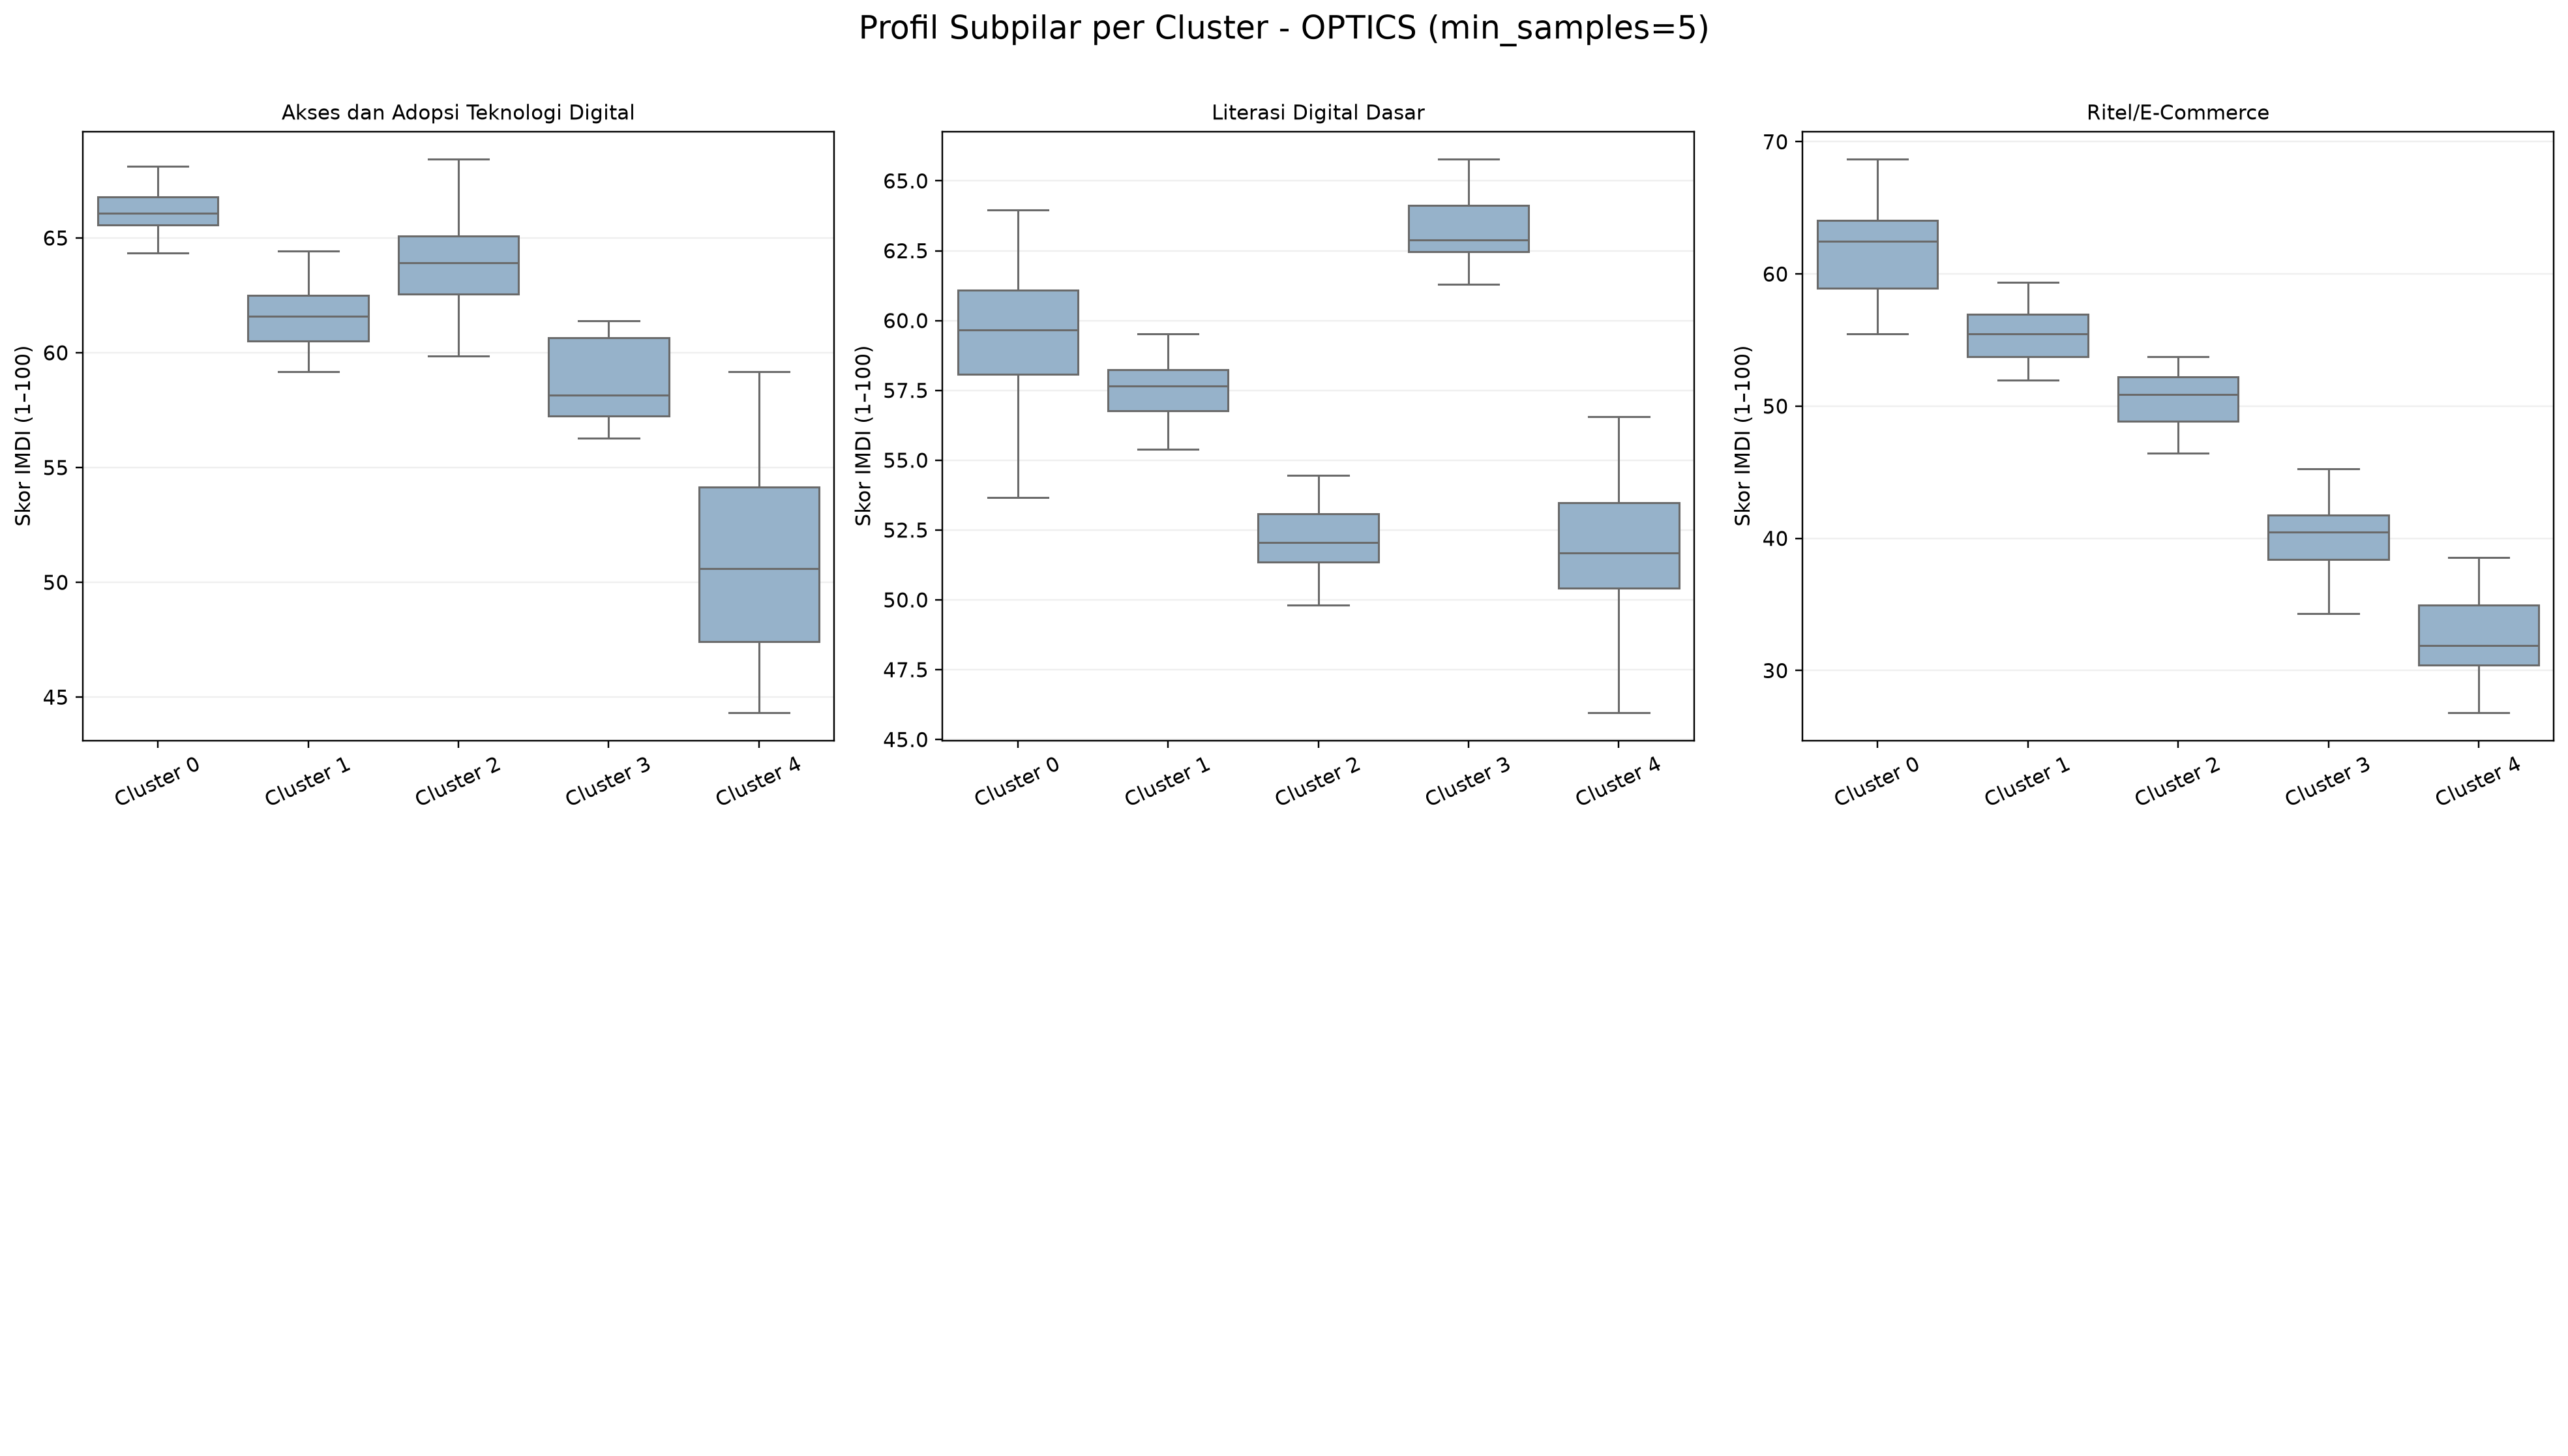 Profil Subpilar per Cluster - OPTICS (min_samples=5)
Akses dan Adopsi Teknologi Digital
Skor IMDI (1–100)
65
60
55
50
45
Cluster 0
Cluster 1
Cluster 2
Cluster 3
Cluster 4
Literasi Digital Dasar
Skor IMDI (1–100)
65.0
62.5
60.0
57.5
55.0
52.5
50.0
47.5
45.0
Cluster 0
Cluster 1
Cluster 2
Cluster 3
Cluster 4
Ritel/E-Commerce
Skor IMDI (1–100)
70
60
50
40
30
Cluster 0
Cluster 1
Cluster 2
Cluster 3
Cluster 4